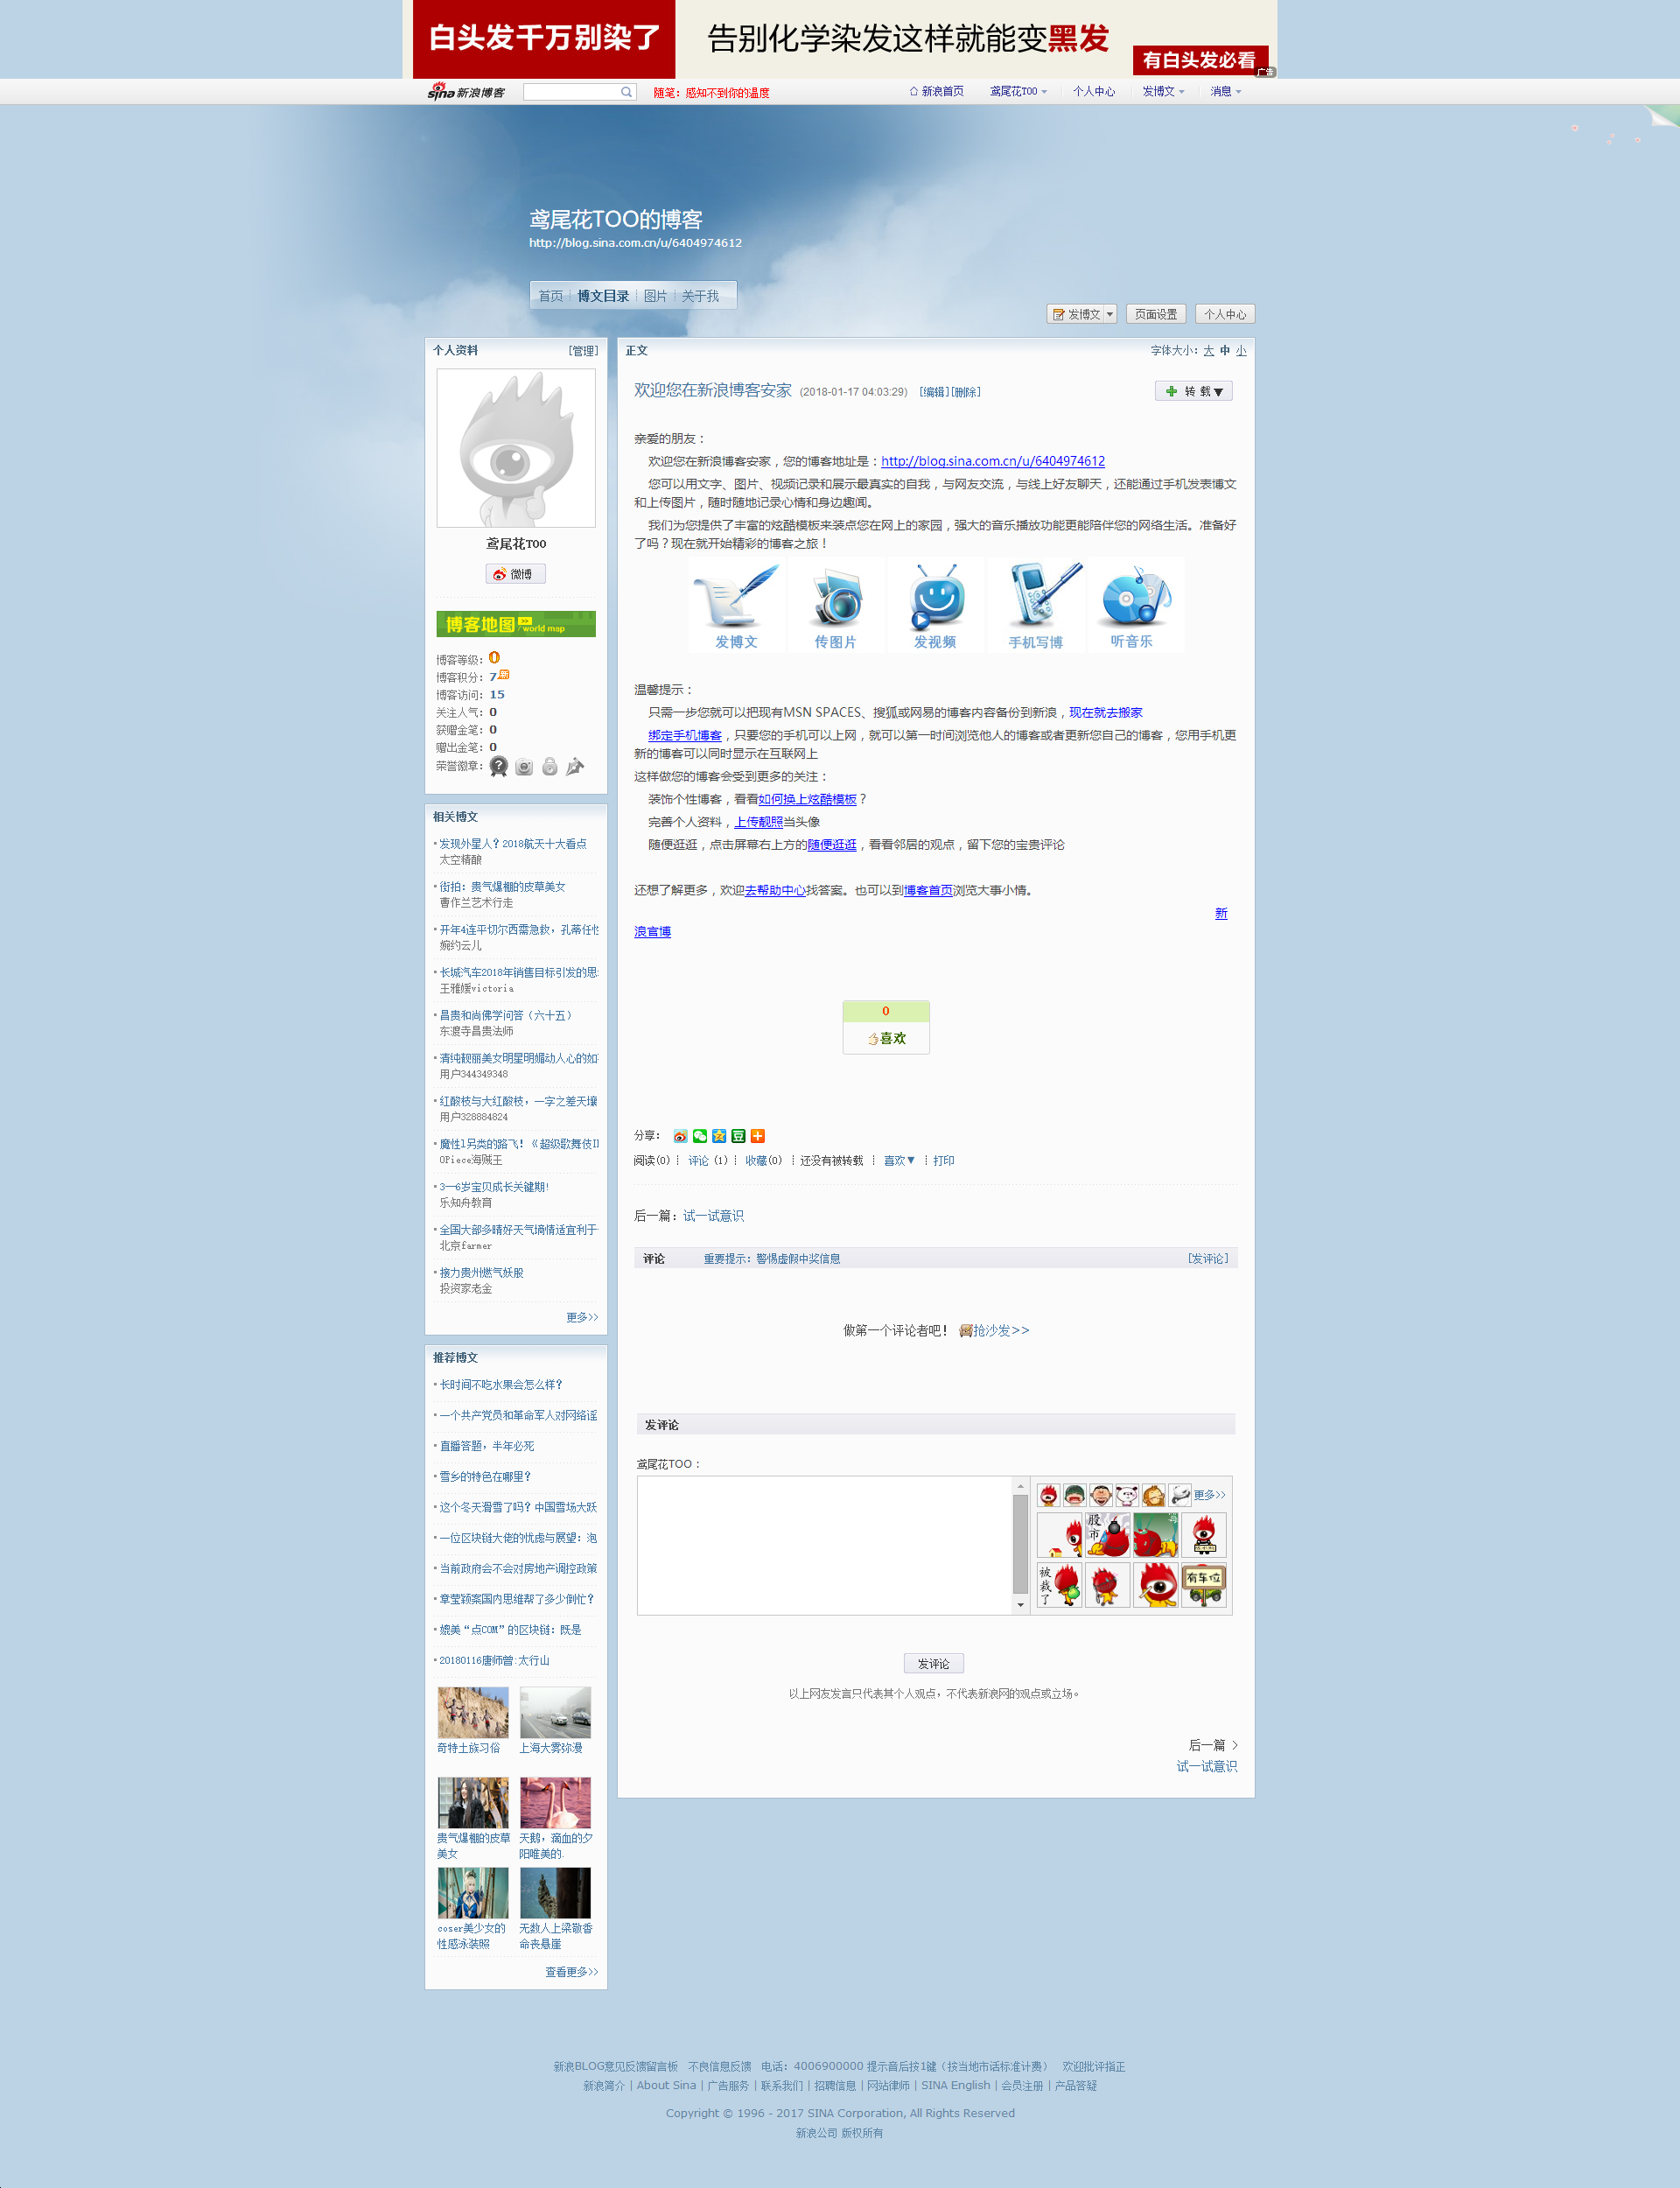 白头发千万别染了
告别化学染发这样就能变黑发
有白头发必看
广告
sina新浪博客
随笔：感知不到你的温度
新浪首页 鸢尾花TOO 个人中心 发博文 消息
鸢尾花TOO的博客
http://blog.sina.com.cn/u/6404974612
首页 博文目录 图片 关于我
发博文 页面设置 个人中心
个人资料 [管理]
鸢尾花TOO
微博
博客地图 world map
博客等级：0
博客积分：7
博客访问：15
关注人气：0
获赠金笔：0
赠出金笔：0
荣誉徽章：
相关博文
发现外星人？2018航天十大看点
太空精酿
街拍：贵气爆棚的皮草美女
曹作兰艺术行走
开年4连平切尔西需急救，孔蒂任性
婉约云儿
长城汽车2018年销售目标引发的思
王雅媛victoria
昌贵和尚佛学问答（六十五）
东渡寺昌贵法师
清纯靓丽美女明星明媚动人心的如
用户344349348
红酸枝与大红酸枝，一字之差天壤
用户328884824
魔性l另类的路飞！《超级歌舞伎II
OPiece海贼王
3—6岁宝贝成长关键期!
乐知舟教育
全国大部多晴好天气墒情适宜利于
北京farmer
接力贵州燃气妖股
投资家老金
更多>>
推荐博文
长时间不吃水果会怎么样？
一个共产党员和革命军人对网络谣
直播答题，半年必死
雪乡的特色在哪里？
这个冬天滑雪了吗？中国雪场大跃
一位区块链大佬的忧虑与展望：泡
当前政府会不会对房地产调控政策
章莹颖案国内思维帮了多少倒忙？
媲美“点COM”的区块链：既是
20180116唐师曾:太行山
奇特土族习俗 上海大雾弥漫
贵气爆棚的皮草美女 天鹅，滴血的夕阳唯美的.
coser美少女的性感泳装照 无数人上梁敬香命丧悬崖
查看更多>>
正文 字体大小：大 中 小
欢迎您在新浪博客安家 (2018-01-17 04:03:29) [编辑][删除]
转载▼
亲爱的朋友：
欢迎您在新浪博客安家，您的博客地址是：http://blog.sina.com.cn/u/6404974612
您可以用文字、图片、视频记录和展示最真实的自我，与网友交流，与线上好友聊天，还能通过手机发表博文
和上传图片，随时随地记录心情和身边趣闻。
我们为您提供了丰富的炫酷模板来装点您在网上的家园，强大的音乐播放功能更能陪伴您的网络生活。准备好
了吗？现在就开始精彩的博客之旅！
发博文 传图片 发视频 手机写博 听音乐
温馨提示：
只需一步您就可以把现有MSN SPACES、搜狐或网易的博客内容备份到新浪，现在就去搬家
绑定手机博客，只要您的手机可以上网，就可以第一时间浏览他人的博客或者更新您自己的博客，您用手机更
新的博客可以同时显示在互联网上
这样做您的博客会受到更多的关注：
装饰个性博客，看看如何换上炫酷模板？
完善个人资料，上传靓照当头像
随便逛逛，点击屏幕右上方的随便逛逛，看看邻居的观点，留下您的宝贵评论
还想了解更多，欢迎去帮助中心找答案。也可以到博客首页浏览大事小情。
新
浪官博
0
喜欢
分享：
阅读(0) 评论 (1) 收藏(0) 还没有被转载 喜欢▼ 打印
后一篇：试一试意识
评论 重要提示：警惕虚假中奖信息 [发评论]
做第一个评论者吧！ 抢沙发>>
发评论
鸢尾花TOO：
更多>>
股市
被裁了
有车位
发评论
以上网友发言只代表其个人观点，不代表新浪网的观点或立场。
后一篇 >
试一试意识
新浪BLOG意见反馈留言板 不良信息反馈 电话：4006900000 提示音后按1键（按当地市话标准计费） 欢迎批评指正
新浪简介 | About Sina | 广告服务 | 联系我们 | 招聘信息 | 网站律师 | SINA English | 会员注册 | 产品答疑
Copyright © 1996 - 2017 SINA Corporation, All Rights Reserved
新浪公司 版权所有